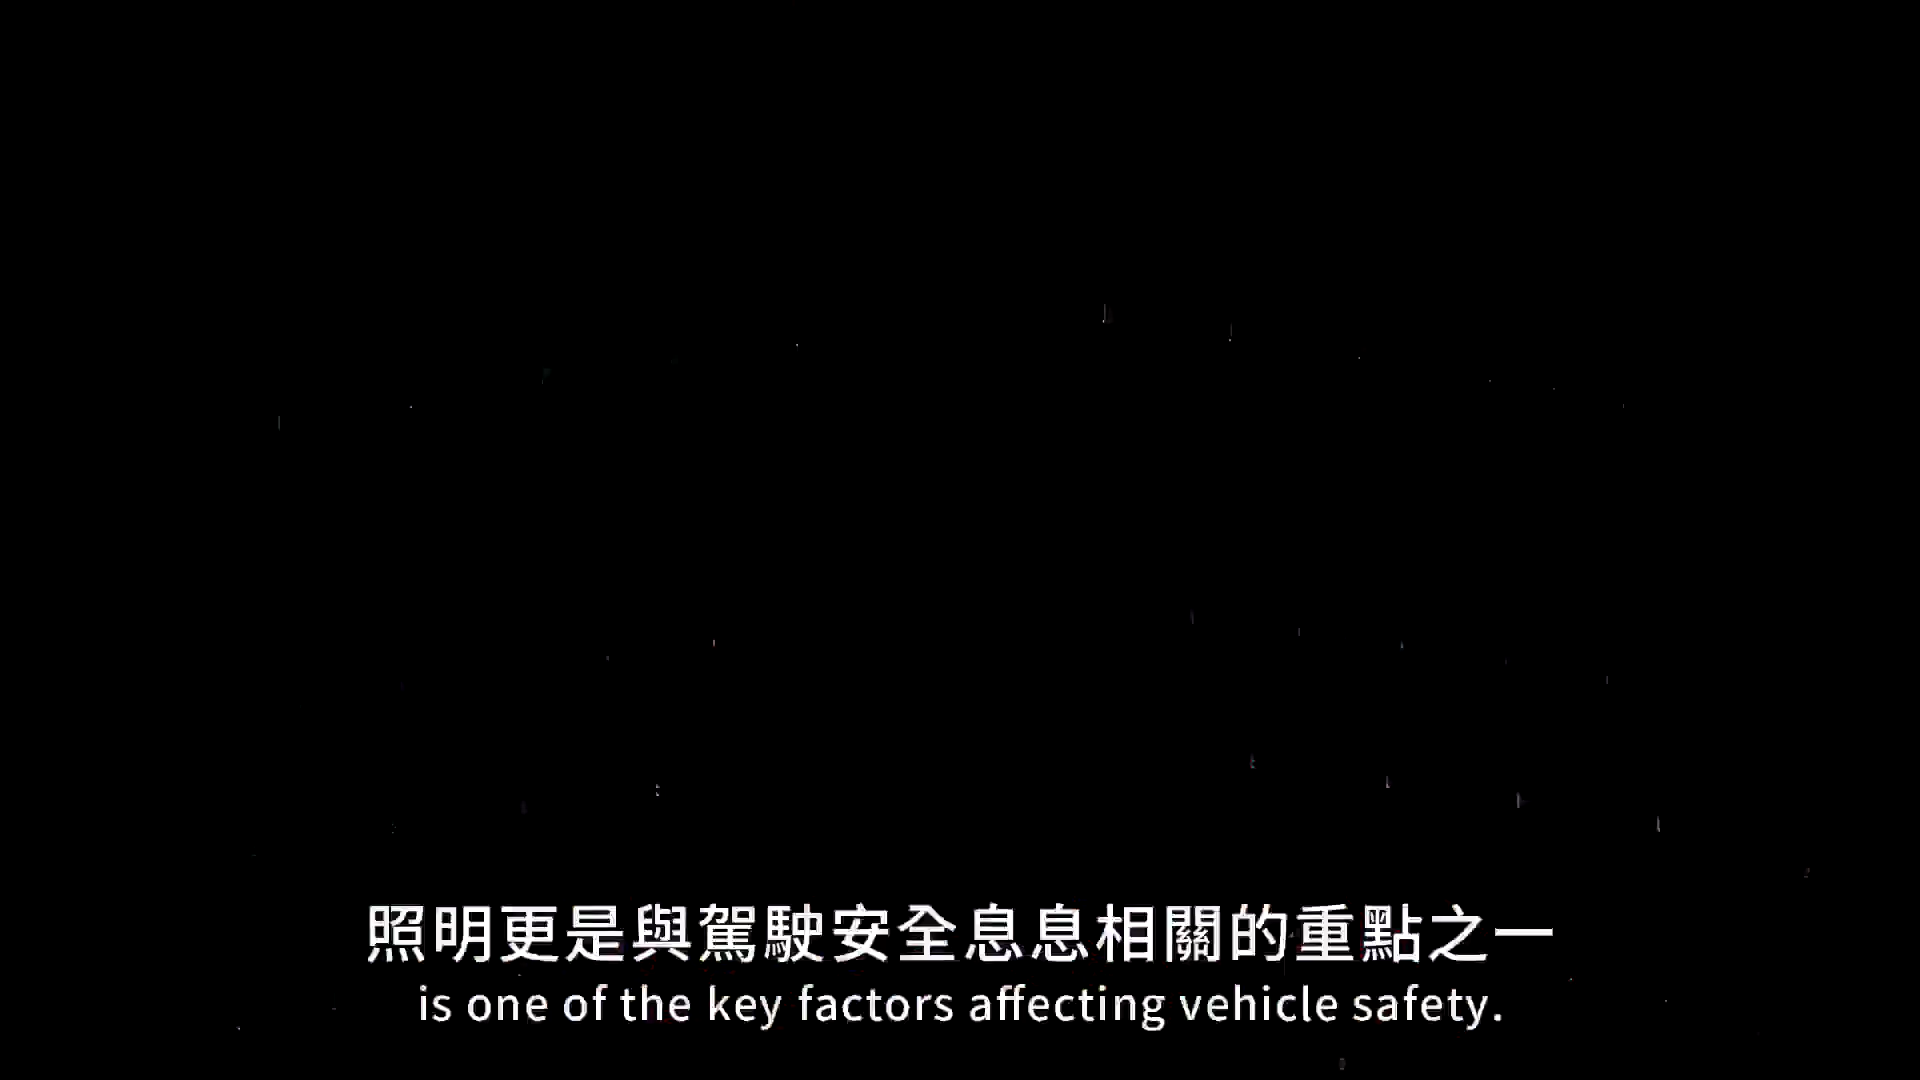 照明更是與駕駛安全息息相關的重點之一
is one of the key factors affecting vehicle safety.